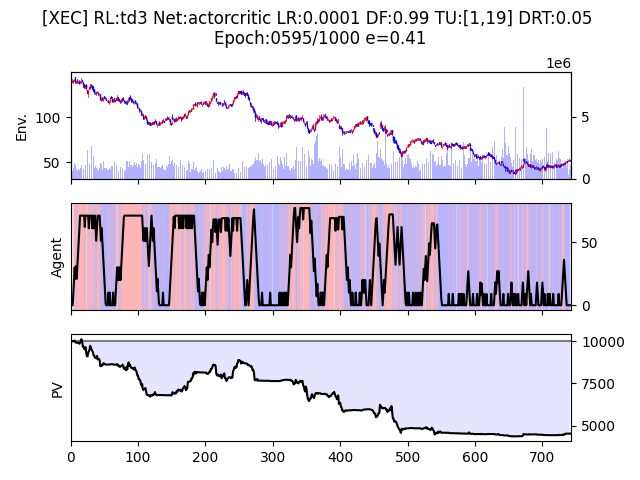 [XEC] RL:td3 Net:actorcritic LR:0.0001 DF:0.99 TU:[1,19] DRT:0.05
Epoch:0595/1000 e=0.41
1e6
Env.
100
50
5
0
Agent
50
0
PV
10000
7500
5000
0 100 200 300 400 500 600 700